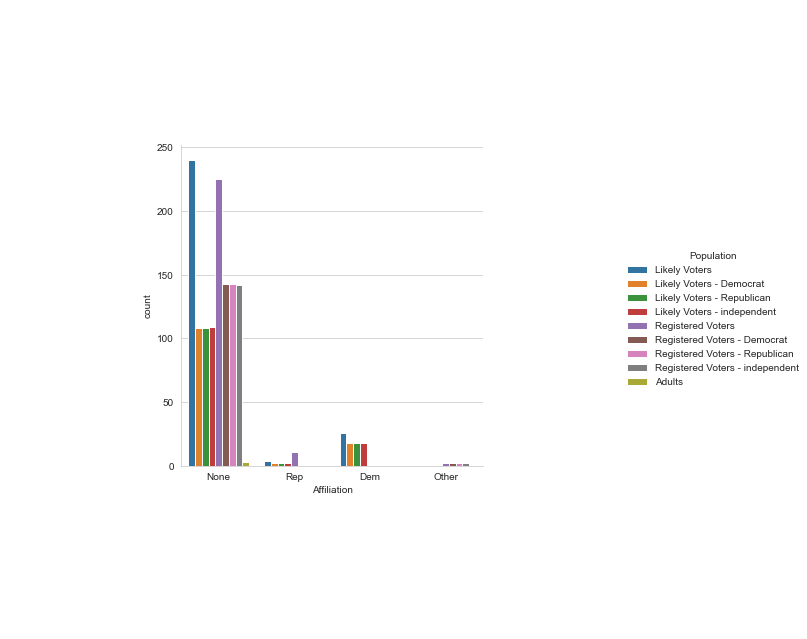 250
200
150
100
50
0
count
None Rep Dem Other
Affiliation
Population
Likely Voters
Likely Voters - Democrat
Likely Voters - Republican
Likely Voters - independent
Registered Voters
Registered Voters - Democrat
Registered Voters - Republican
Registered Voters - independent
Adults